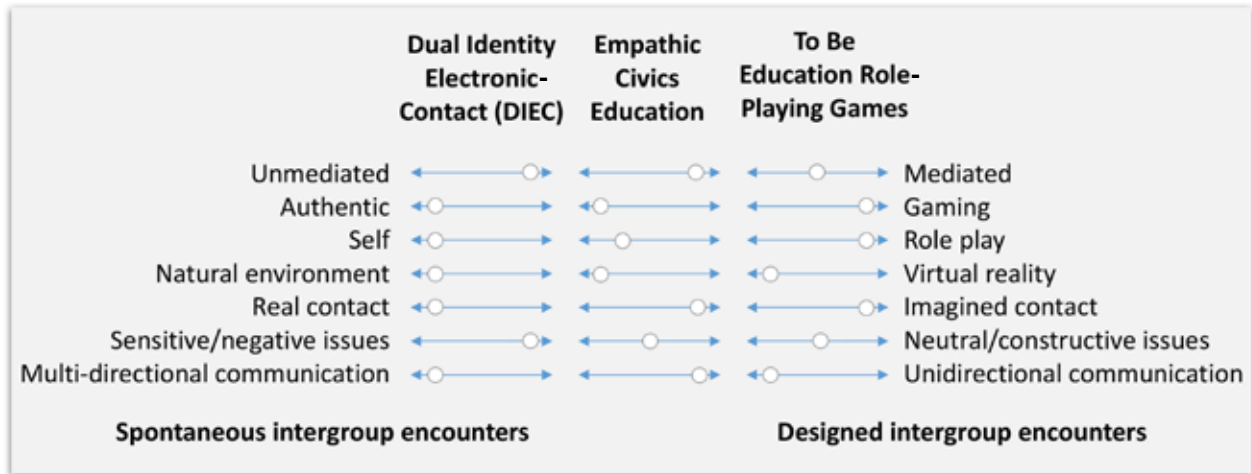 Dual Identity
Electronic-
Contact (DIEC)
Empathic
Civics
Education
To Be
Education Role-
Playing Games
Unmediated Mediated
Authentic Gaming
Self Role play
Natural environment Virtual reality
Real contact Imagined contact
Sensitive/negative issues Neutral/constructive issues
Multi-directional communication Unidirectional communication
Spontaneous intergroup encounters Designed intergroup encounters